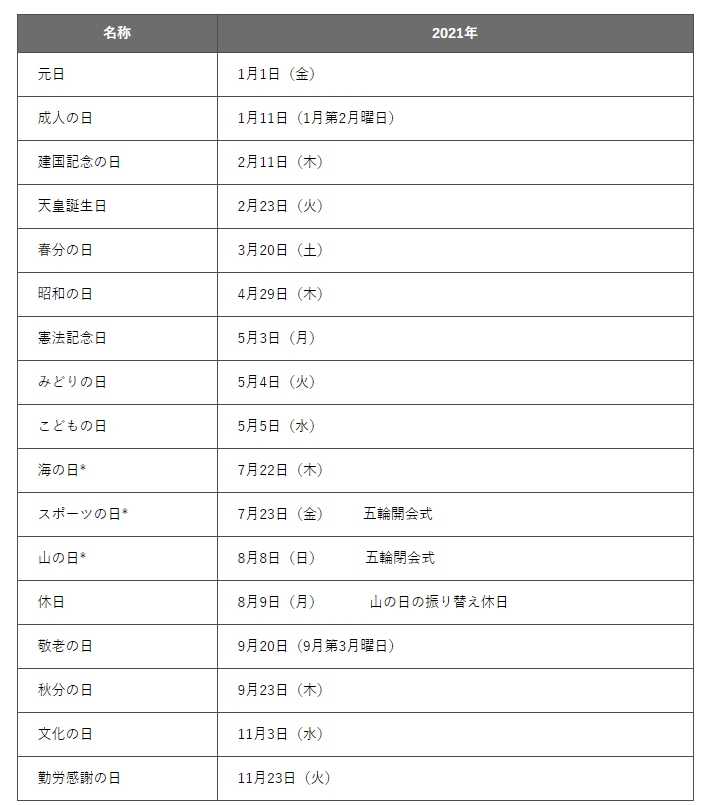 名称 2021年
元日 1月1日（金）
成人の日 1月11日（1月第2月曜日）
建国記念の日 2月11日（木）
天皇誕生日 2月23日（火）
春分の日 3月20日（土）
昭和の日 4月29日（木）
憲法記念日 5月3日（月）
みどりの日 5月4日（火）
こどもの日 5月5日（水）
海の日* 7月22日（木）
スポーツの日* 7月23日（金） 五輪開会式
山の日* 8月8日（日） 五輪閉会式
休日 8月9日（月） 山の日の振り替え休日
敬老の日 9月20日（9月第3月曜日）
秋分の日 9月23日（木）
文化の日 11月3日（水）
勤労感謝の日 11月23日（火）